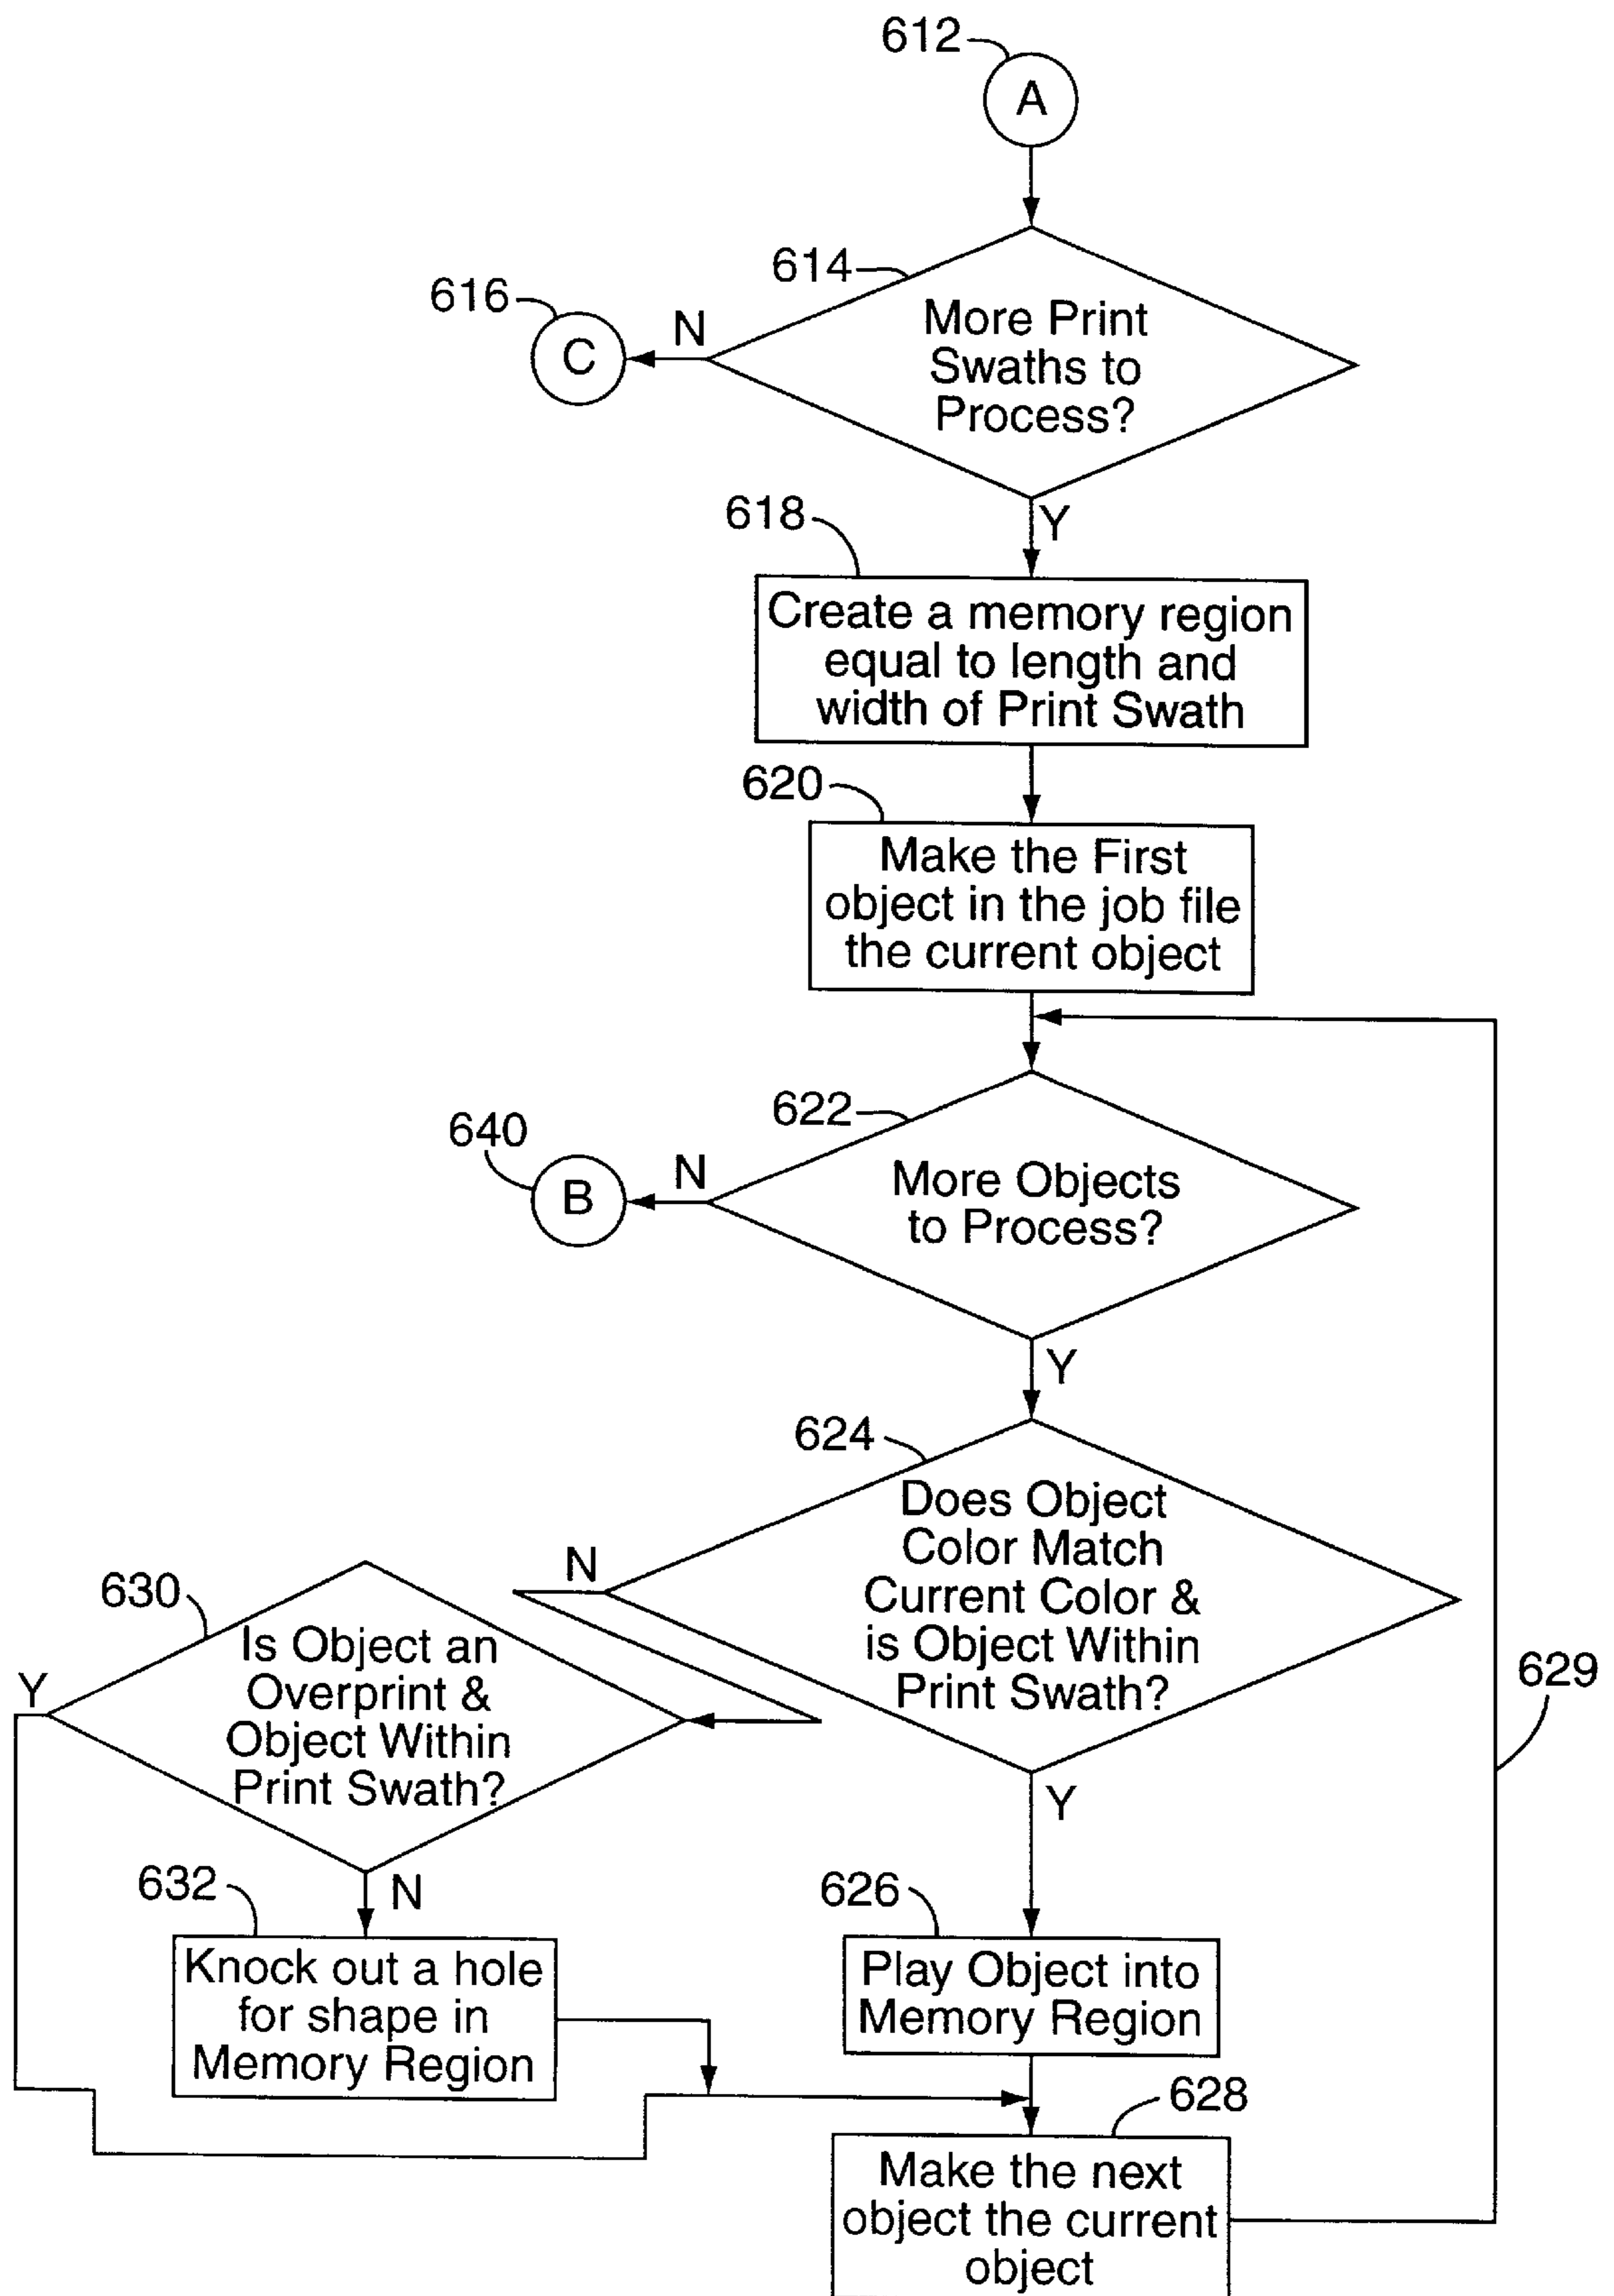 612
A
614
More Print
Swaths to
Process?
N
616
C
Y
618
Create a memory region
equal to length and
width of Print Swath
620
Make the First
object in the job file
the current object
622
More Objects
to Process?
N
640
B
Y
624
Does Object
Color Match
Current Color &
is Object Within
Print Swath?
N
630
Is Object an
Overprint &
Object Within
Print Swath?
Y
N
632
Knock out a hole
for shape in
Memory Region
Y
626
Play Object into
Memory Region
628
Make the next
object the current
object
629